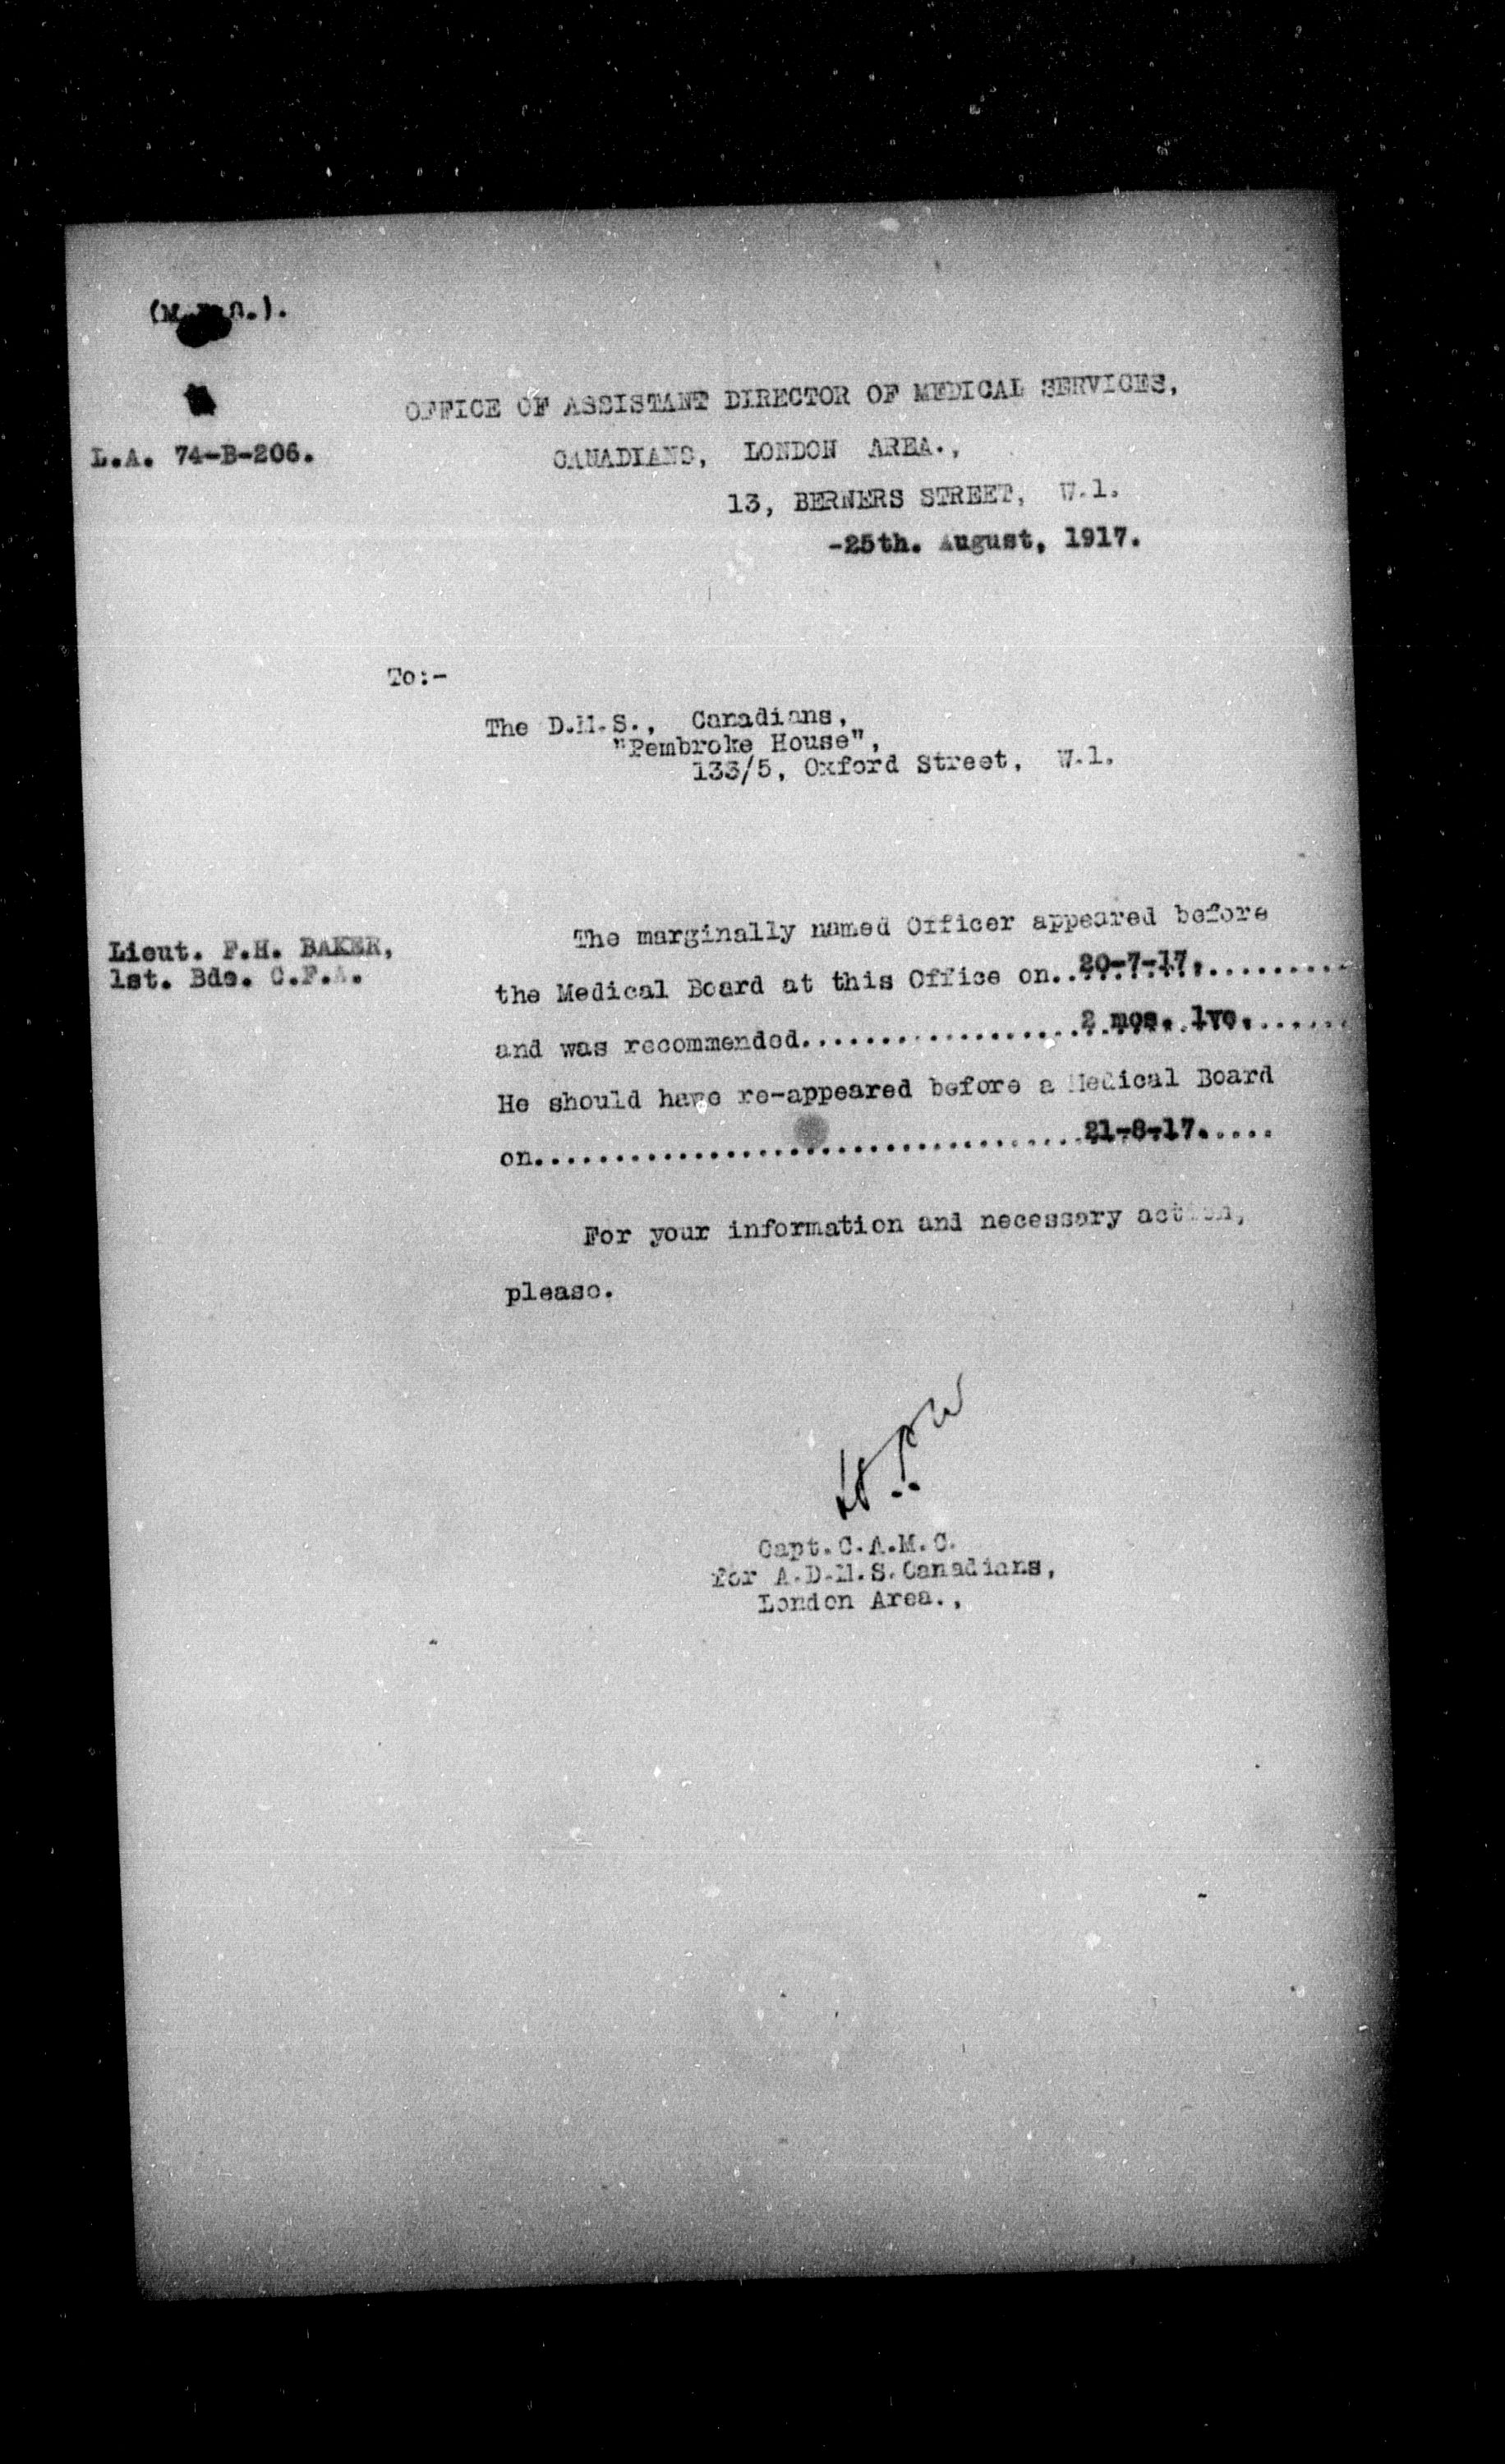 L.A. 74-B-206.
OFFICE OF ASSISTANT DIRECTOR OF MEDICAL SERVICES,
CANADIANS, LONDON AREA.,
13, BERNERS STREET, W.1.
-25th. August, 1917.
To:-
The D.M.S., Canadians,
"Pembroke House",
133/5, Oxford Street, W.1.
Lieut. F.H. BAKER,
1st. Bde. C.F.A.
The marginally named Officer appeared before
the Medical Board at this Office on..20-7-17..........
and was recommended..................2 mos. lve.......
He should have re-appeared before a Medical Board
on...................................21-8-17.....
For your information and necessary action,
please.
Capt. C.A.M.C.
for A.D.M.S. Canadians,
London Area.,